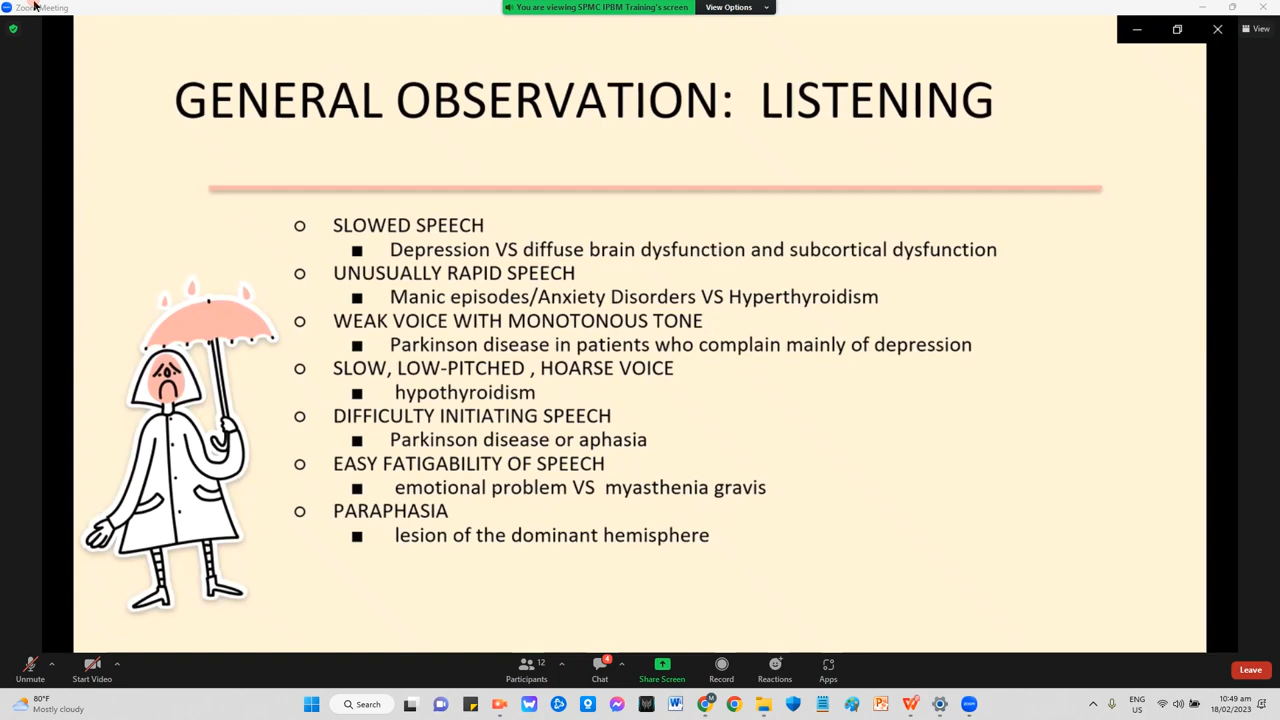 Zoom Meeting
You are viewing SPMC IPBM Training's screen
View Options
View
GENERAL OBSERVATION: LISTENING
SLOWED SPEECH
Depression VS diffuse brain dysfunction and subcortical dysfunction
UNUSUALLY RAPID SPEECH
Manic episodes/Anxiety Disorders VS Hyperthyroidism
WEAK VOICE WITH MONOTONOUS TONE
Parkinson disease in patients who complain mainly of depression
SLOW, LOW-PITCHED , HOARSE VOICE
hypothyroidism
DIFFICULTY INITIATING SPEECH
Parkinson disease or aphasia
EASY FATIGABILITY OF SPEECH
emotional problem VS myasthenia gravis
PARAPHASIA
lesion of the dominant hemisphere
12
4
Unmute
Start Video
Participants
Chat
Share Screen
Record
Reactions
Apps
Leave
80°F
Mostly cloudy
Search
ENG
US
10:49 am
18/02/2023